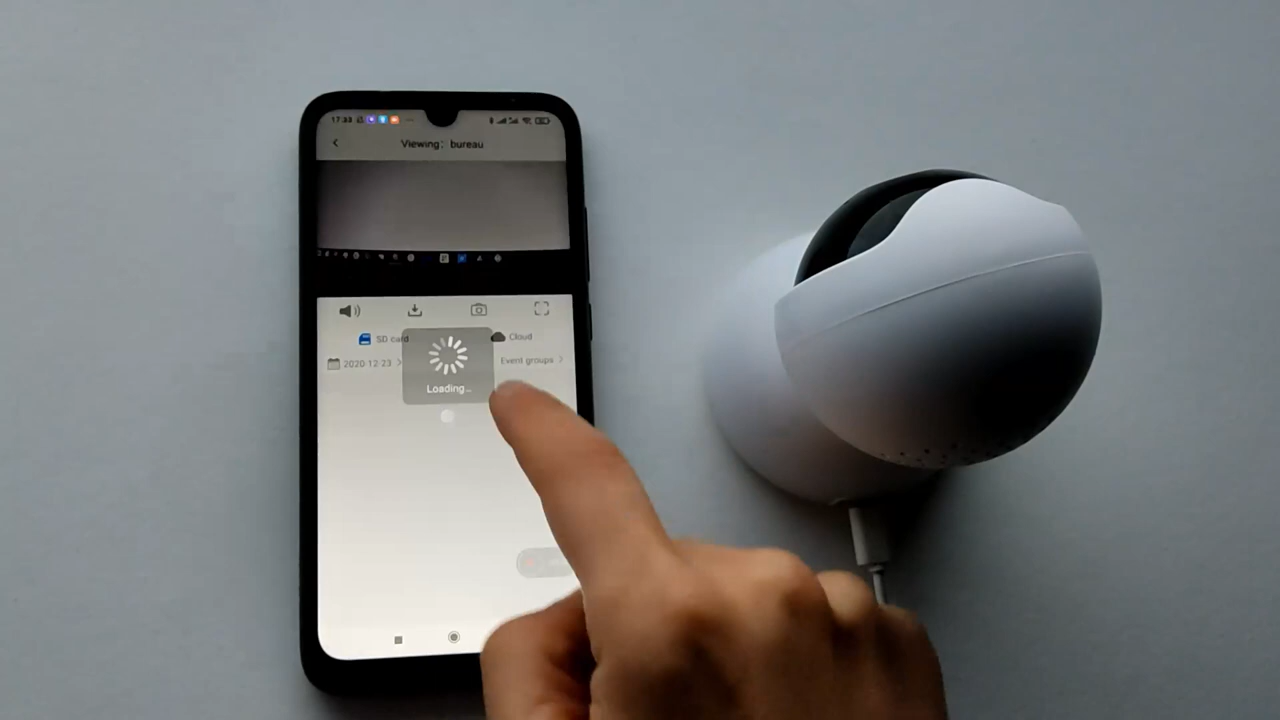 17:33
Viewing: bureau
SD card
Cloud
2020-12-23 >
Event groups >
Loading...